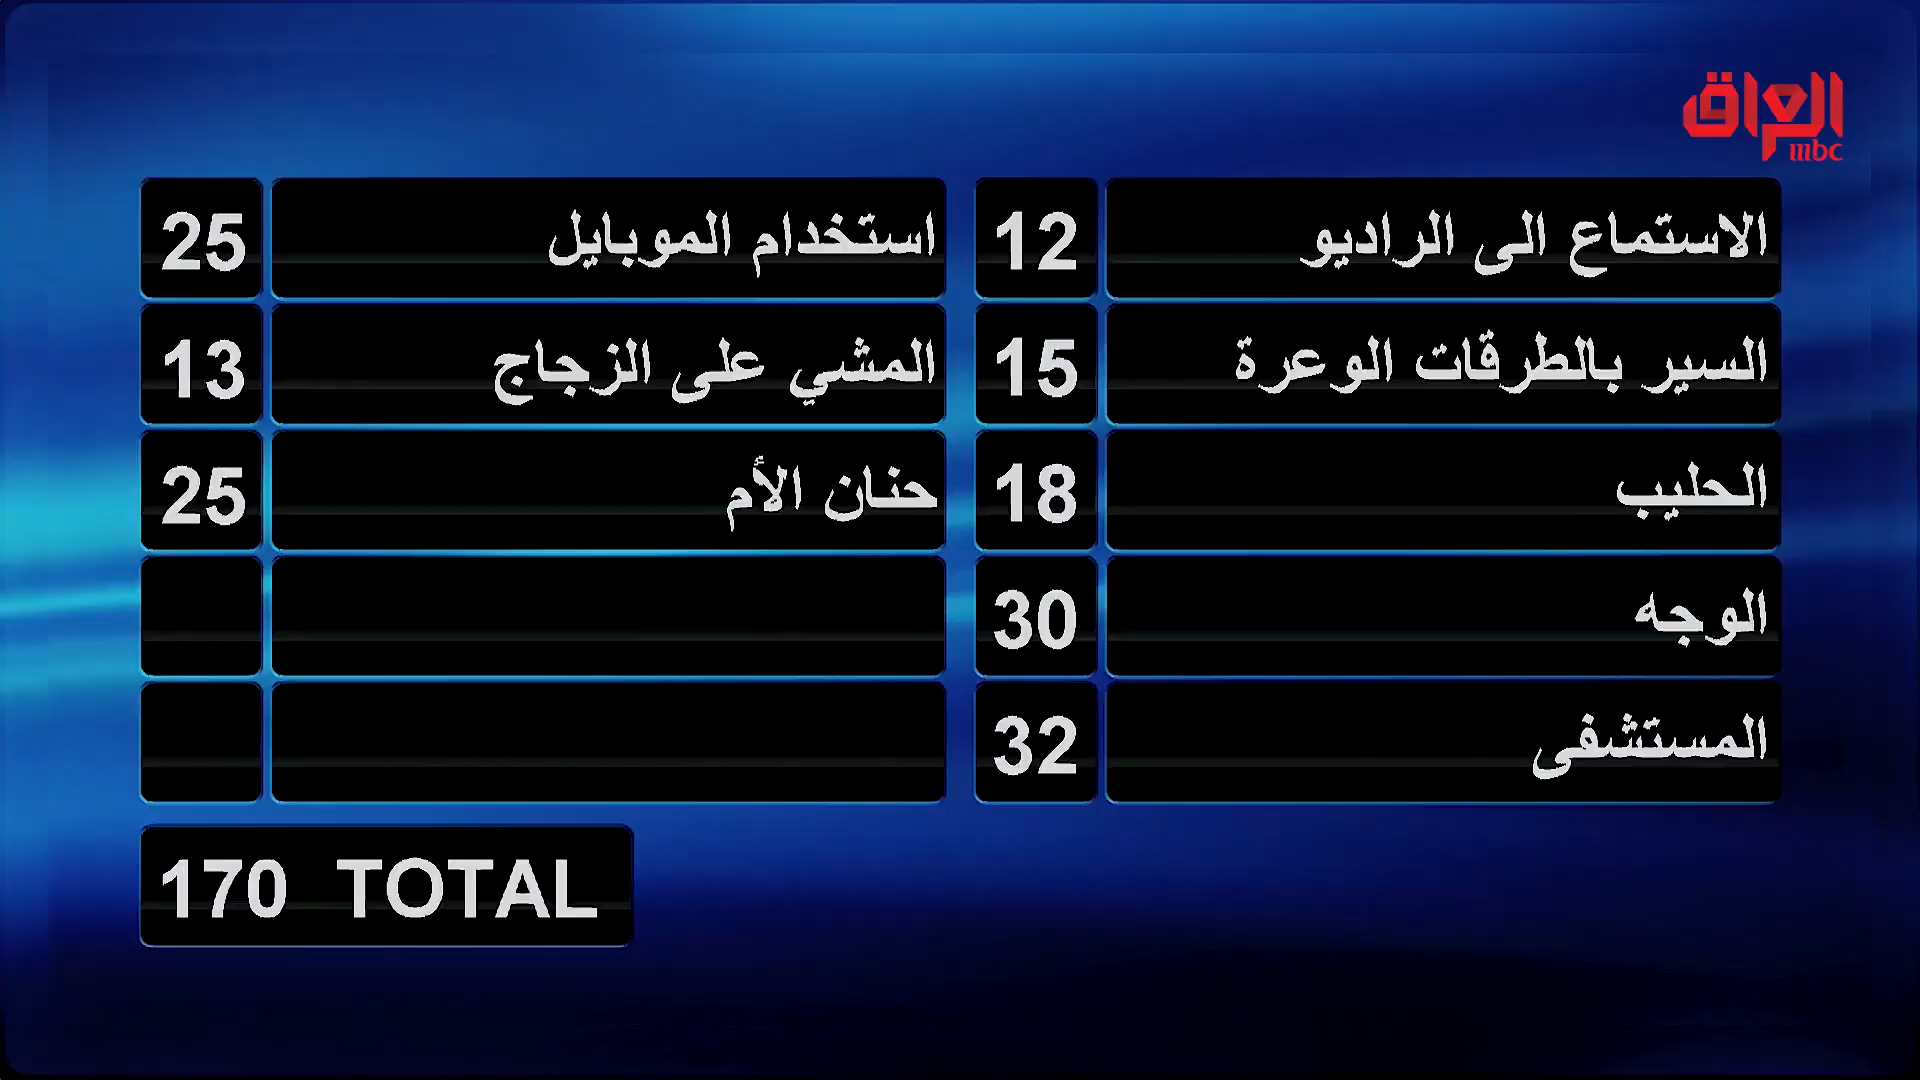 العراق
mbc
الاستماع الى الراديو 12
السير بالطرقات الوعرة 15
الحليب 18
الوجه 30
المستشفى 32
استخدام الموبايل 25
المشي على الزجاج 13
حنان الأم 25
170 TOTAL